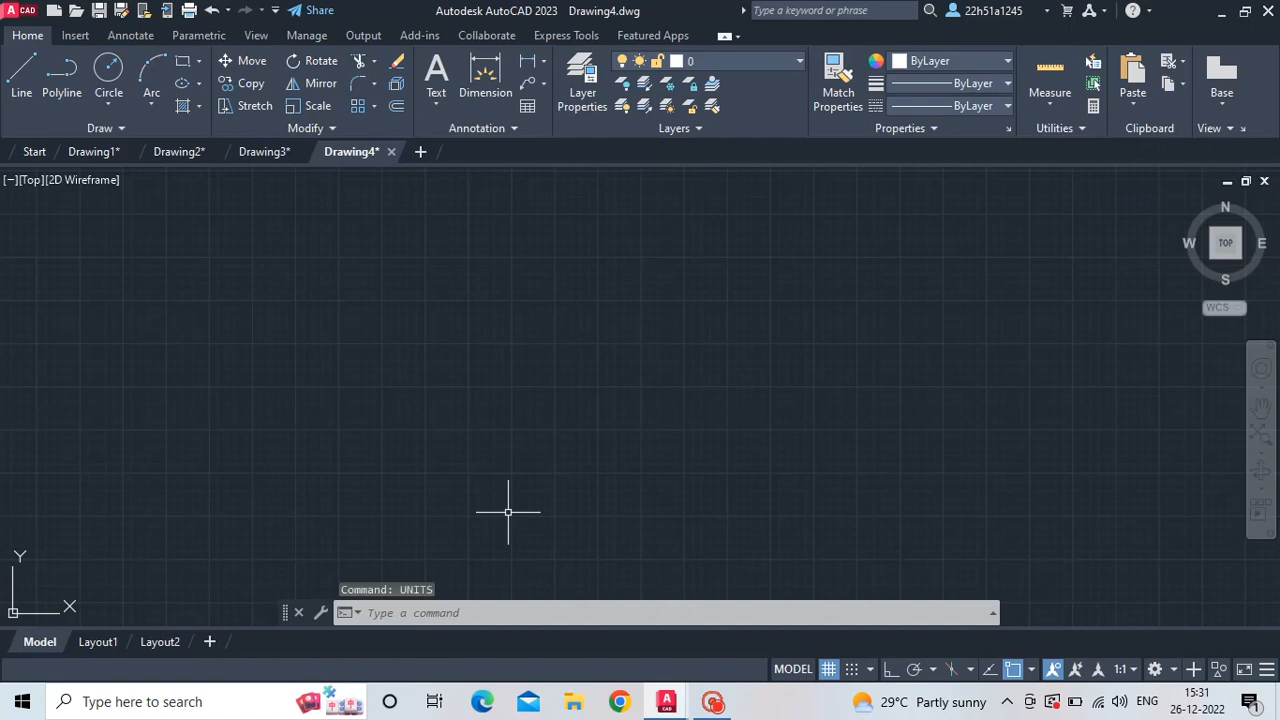 CAD
Share
Autodesk AutoCAD 2023 Drawing4.dwg
Type a keyword or phrase
22h51a1245
Home Insert Annotate Parametric View Manage Output Add-ins Collaborate Express Tools Featured Apps
Line Polyline Circle Arc
Move Rotate
Copy Mirror
Stretch Scale
Text Dimension
Layer Properties
0
Match Properties
ByLayer
ByLayer
ByLayer
Measure
Paste
Base
Draw Modify Annotation Layers Properties Utilities Clipboard View
Start Drawing1* Drawing2* Drawing3* Drawing4*
[−][Top][2D Wireframe]
N
W TOP E
S
WCS
Y
X
Command: UNITS
Type a command
Model Layout1 Layout2
MODEL 1:1
Type here to search
A CAD
29°C Partly sunny
ENG
15:31
26-12-2022
1